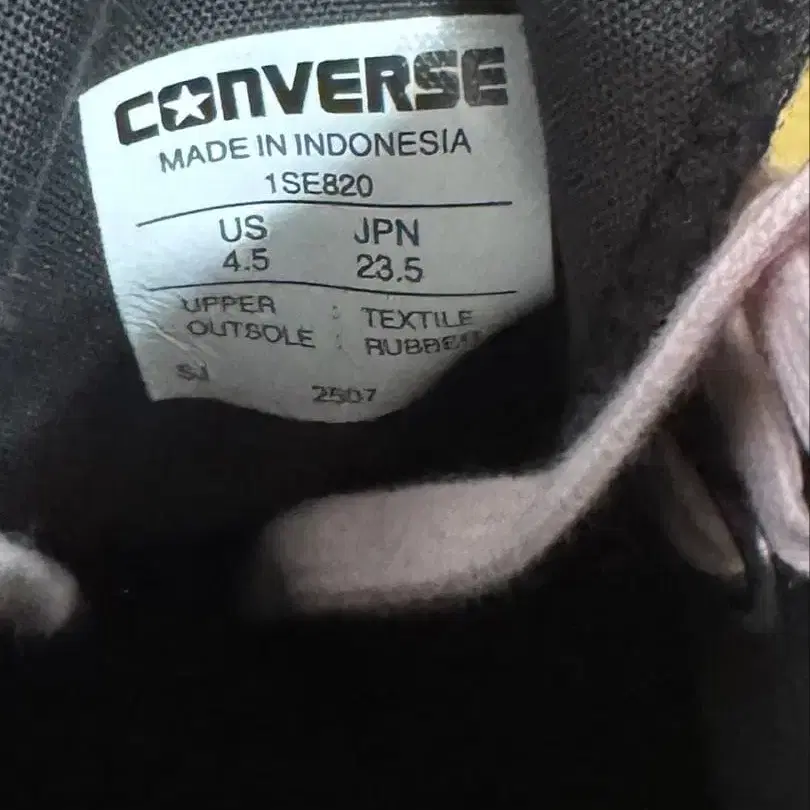 CONVERSE
MADE IN INDONESIA
1SE820
US JPN
4.5 23.5
UPPER : TEXTILE
OUTSOLE : RUBBER
SJ 2507